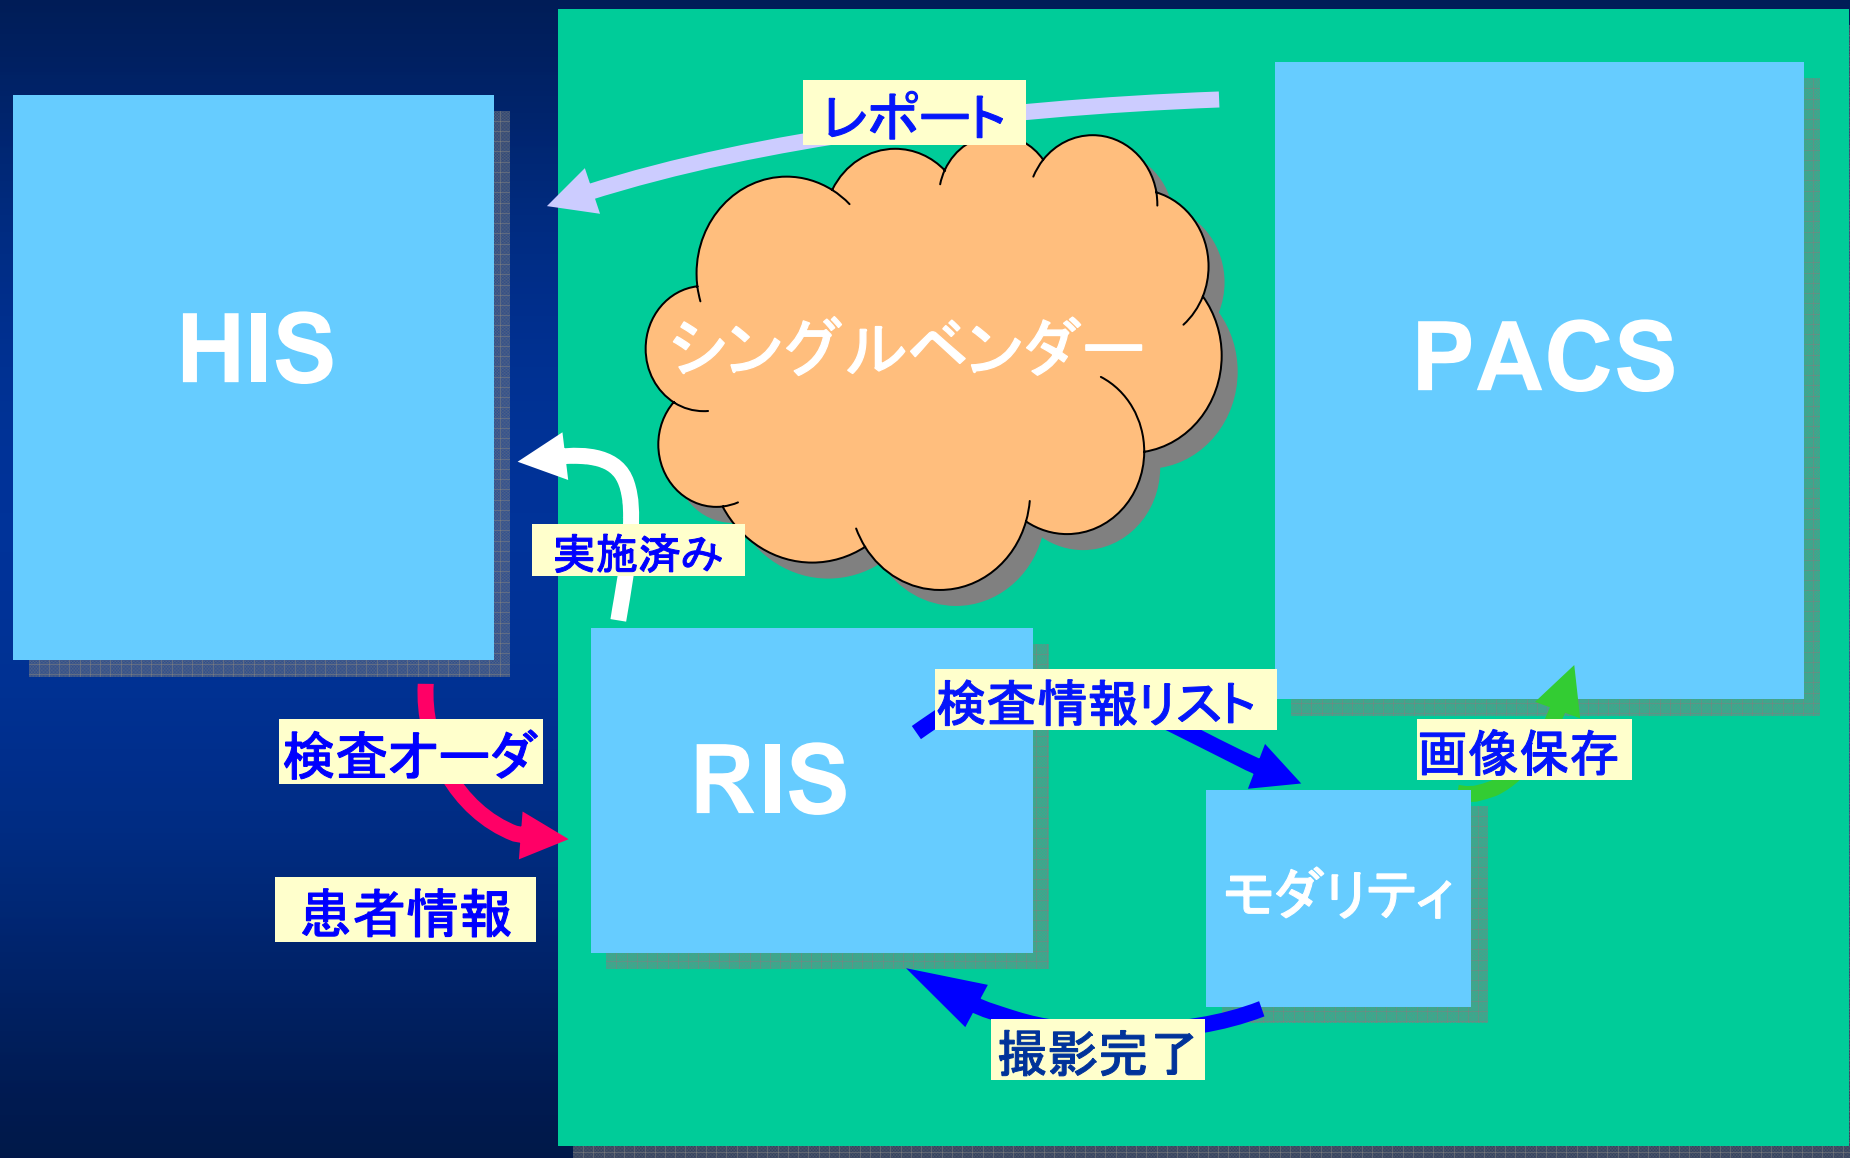 レポート
HIS
シングルベンダー
PACS
実施済み
検査オーダ
検査情報リスト
画像保存
RIS
モダリティ
患者情報
撮影完了